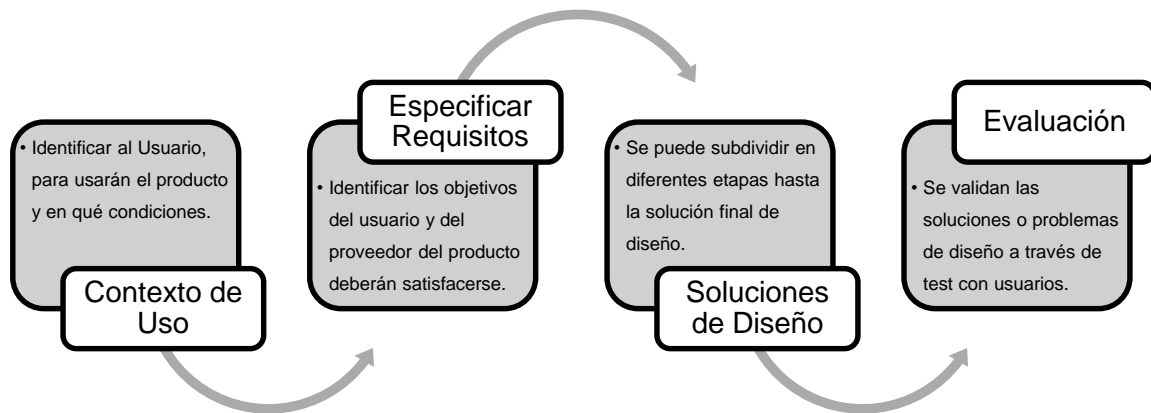 • Identificar al Usuario,
para usarán el producto
y en qué condiciones.
Contexto de
Uso
Especificar
Requisitos
• Identificar los objetivos
del usuario y del
proveedor del producto
deberán satisfacerse.
• Se puede subdividir en
diferentes etapas hasta
la solución final de
diseño.
Soluciones
de Diseño
Evaluación
• Se validan las
soluciones o problemas
de diseño a través de
test con usuarios.